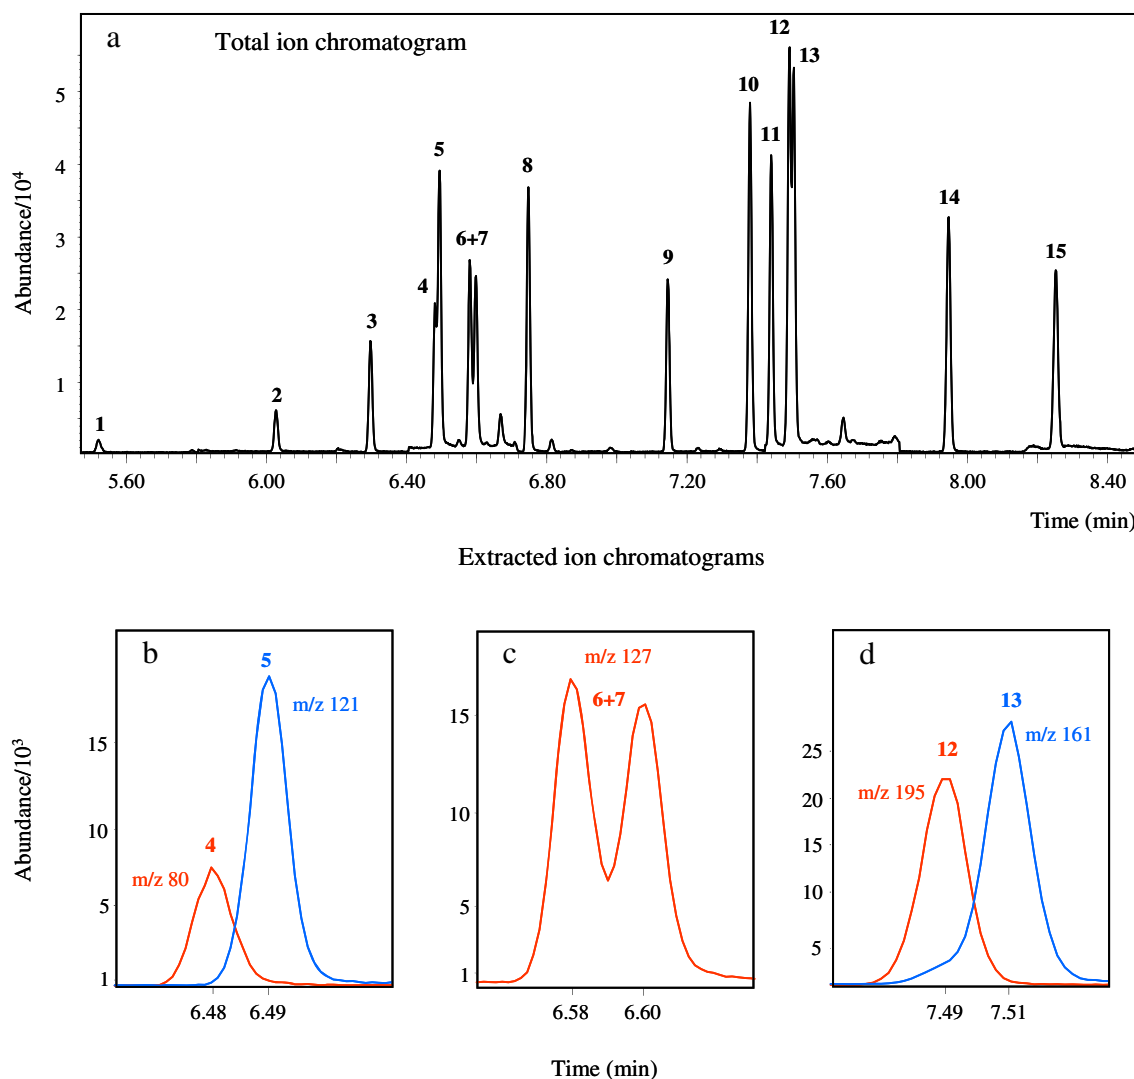 a
Total ion chromatogram
12
13
10
11
5
8
14
6+7
9
15
4
3
2
1
5
4
3
2
1
Abundance/10⁴
5.60 6.00 6.40 6.80 7.20 7.60 8.00 8.40
Time (min)
Extracted ion chromatograms
b
5
m/z 121
4
m/z 80
15
10
5
1
6.48 6.49
c
m/z 127
6+7
15
10
5
1
6.58 6.60
d
13
m/z 161
12
m/z 195
25
20
15
10
5
7.49 7.51
Abundance/10³
Time (min)